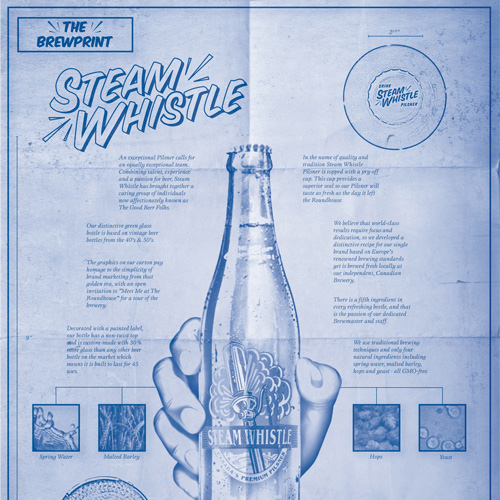 THE
BREWPRINT
STEAM
WHISTLE
2"
DRINK
STEAM
WHISTLE
PILSNER
An exceptional Pilsner calls for
an equally exceptional team.
Combining talent, experience
and a passion for beer, Steam
Whistle has brought together a
caring group of individuals
now affectionately known as
The Good Beer Folks.
In the name of quality and
tradition Steam Whistle
Pilsner is topped with a pry-off
cap. This cap provides a
superior seal so our Pilsner will
taste as fresh as the day it left
the Roundhouse.
Our distinctive green glass
bottle is based on vintage beer
bottles from the 40's & 50's.
We believe that world-class
results require focus and
dedication, so we developed a
distinctive recipe for our single
brand based on Europe's
renowned brewing standards
yet is brewed fresh locally at
our independent, Canadian
Brewery.
The graphics on our carton pay
homage to the simplicity of
brand marketing from that
golden era, with an open
invitation to "Meet Me at The
Roundhouse" for a tour of the
brewery.
There is a fifth ingredient in
every refreshing bottle, and that
is the passion of our dedicated
Brewmaster and staff.
Decorated with a painted label,
our bottle has a non-twist top
and is custom-made with 30%
more glass than any other beer
bottle on the market which
means it is built to last for 45
uses.
We use traditional brewing
techniques and only four
natural ingredients including
spring water, malted barley,
hops and yeast - all GMO-free
9"
STEAM WHISTLE
PREMIUM PILSNER
Spring Water
Malted Barley
Hops
Yeast